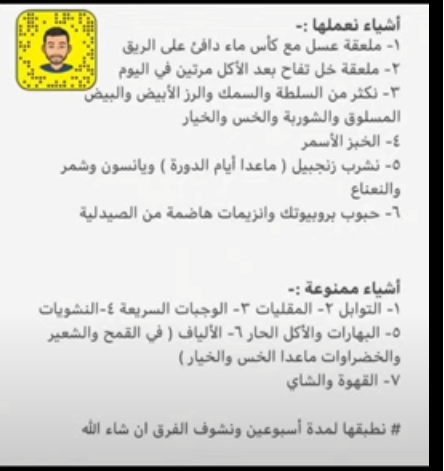 أشياء نعملها :-
١- ملعقة عسل مع كأس ماء دافئ على الريق
٢- ملعقة خل تفاح بعد الأكل مرتين في اليوم
٣- نكثر من السلطة والسمك والرز الأبيض والبيض
المسلوق والشوربة والخس والخيار
٤- الخبز الأسمر
٥- نشرب زنجبيل ( ماعدا أيام الدورة ) ويانسون وشمر
والنعناع
٦- حبوب بروبيوتك وانزيمات هاضمة من الصيدلية
أشياء ممنوعة :-
١- التوابل ٢- المقليات ٣- الوجبات السريعة ٤-النشويات
٥- البهارات والأكل الحار ٦- الألياف ( في القمح والشعير
والخضراوات ماعدا الخس والخيار )
٧- القهوة والشاي
# نطبقها لمدة أسبوعين ونشوف الفرق ان شاء الله